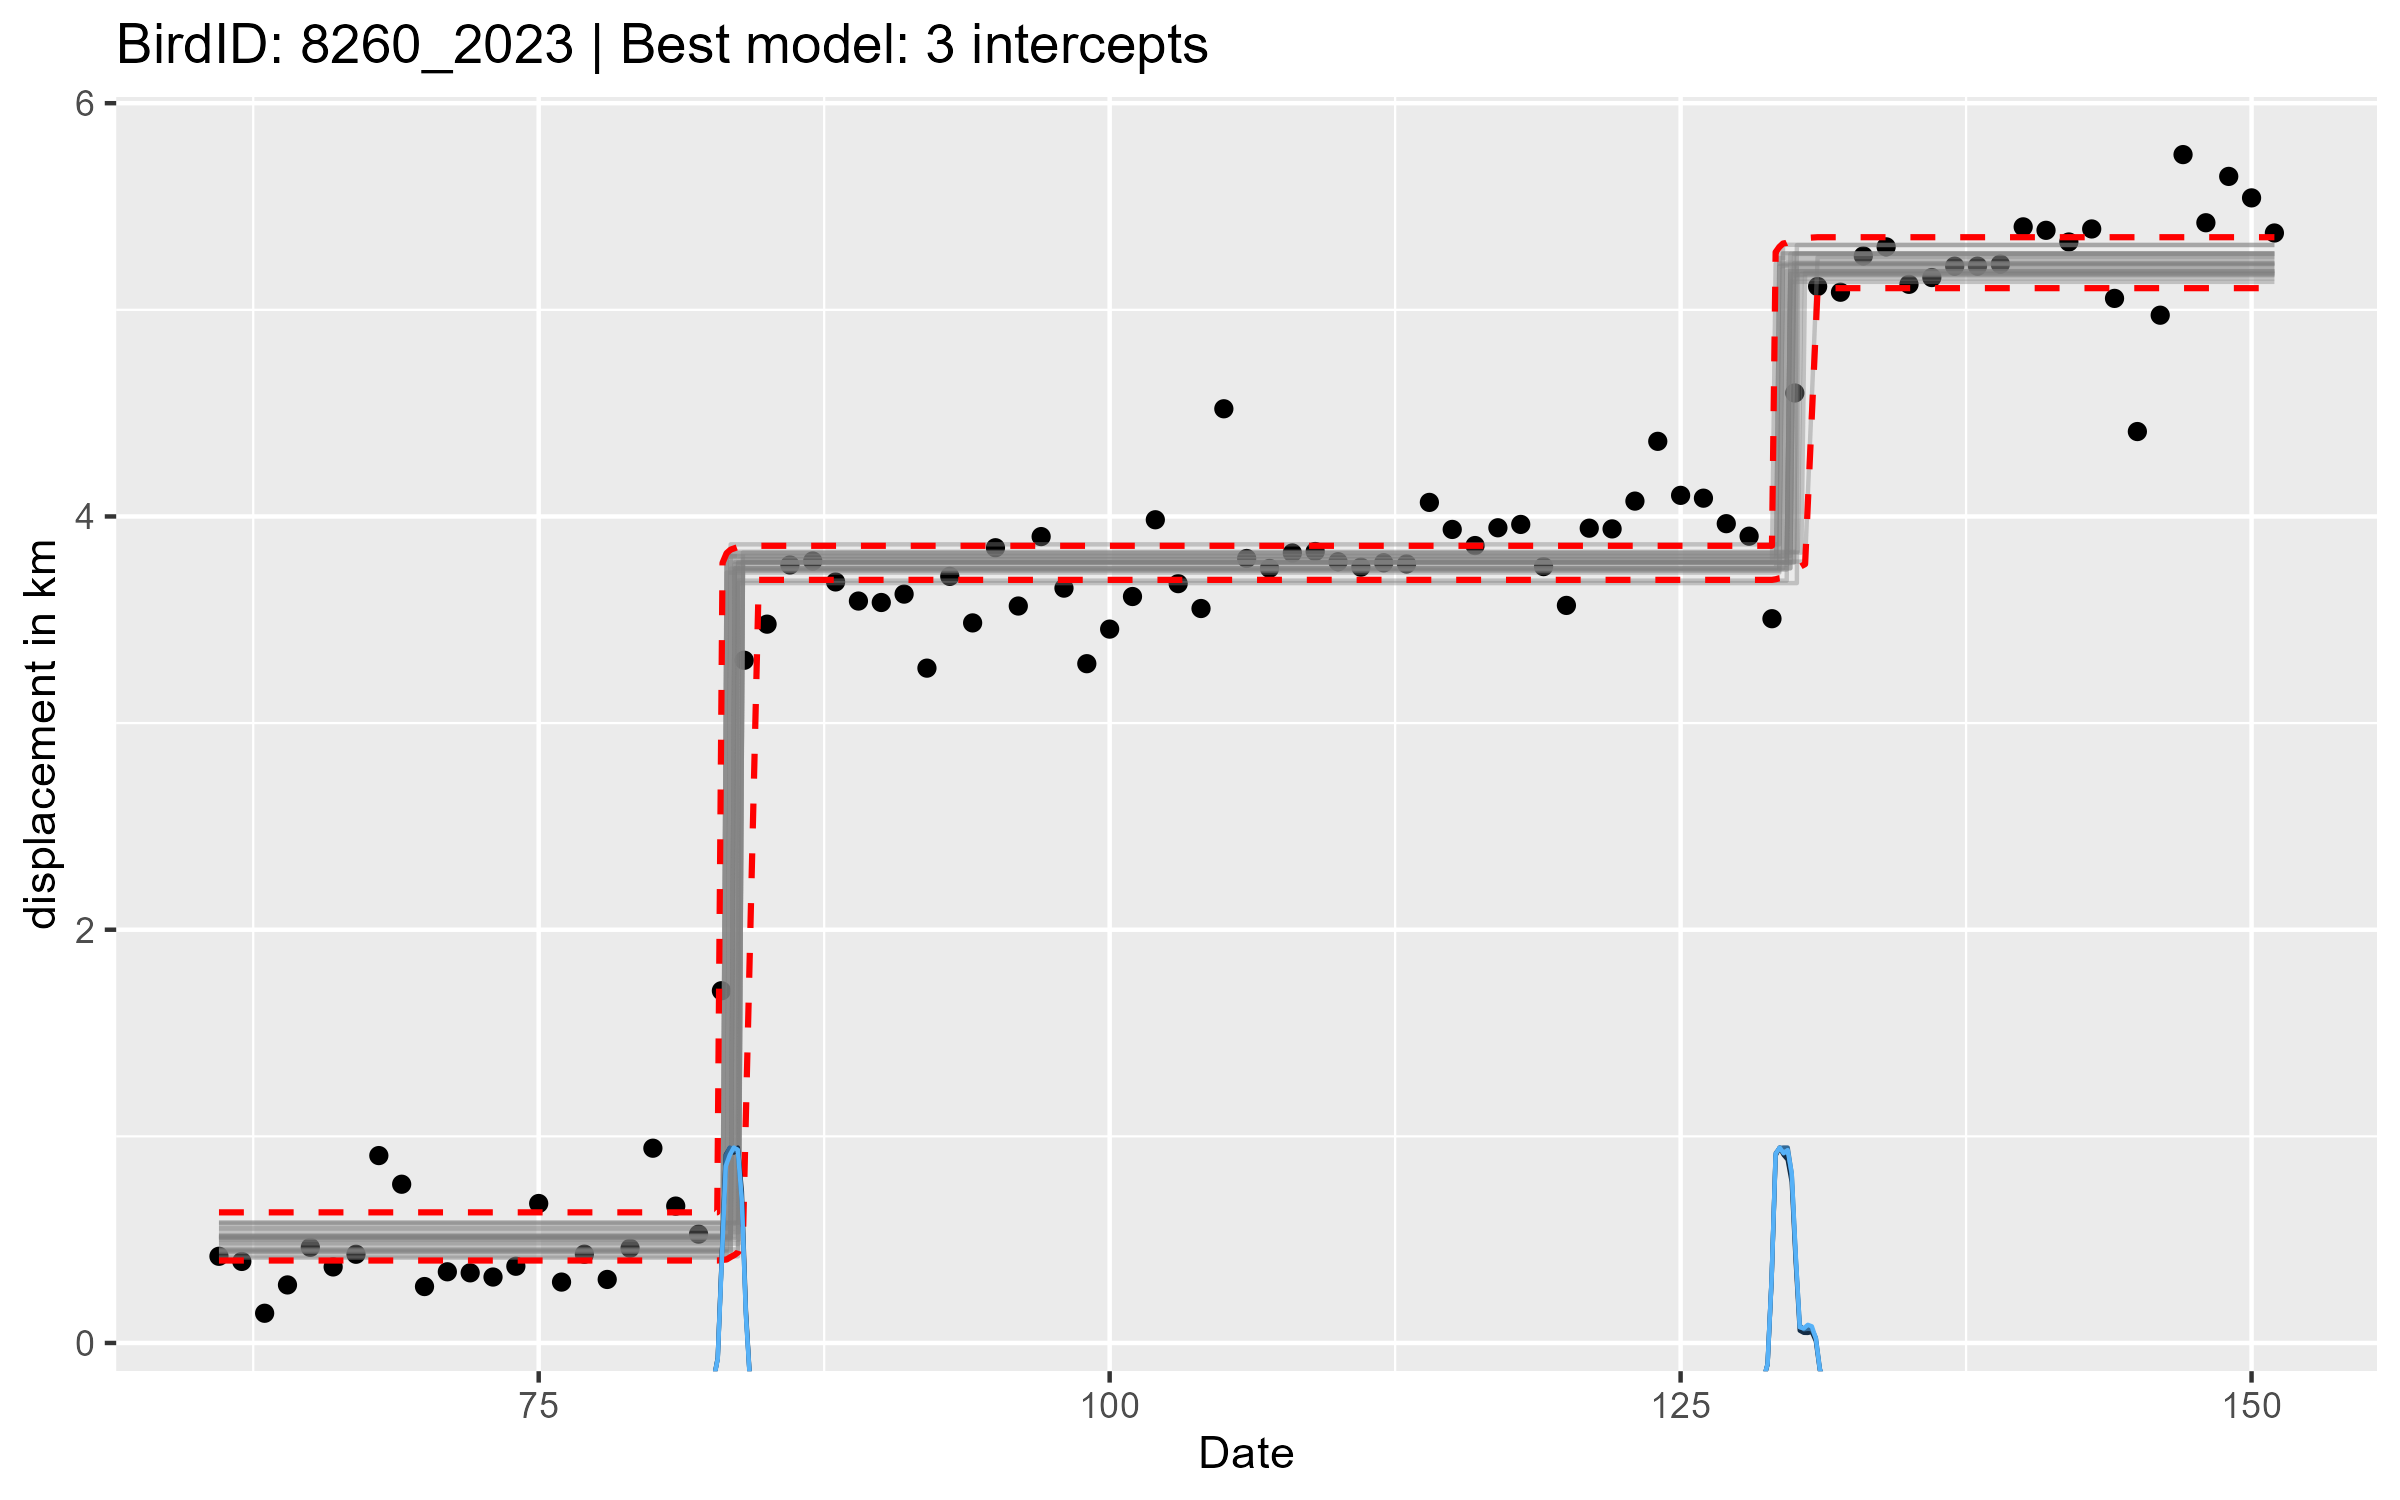 BirdID: 8260_2023 | Best model: 3 intercepts
6
4
2
0
displacement in km
75 100 125 150
Date